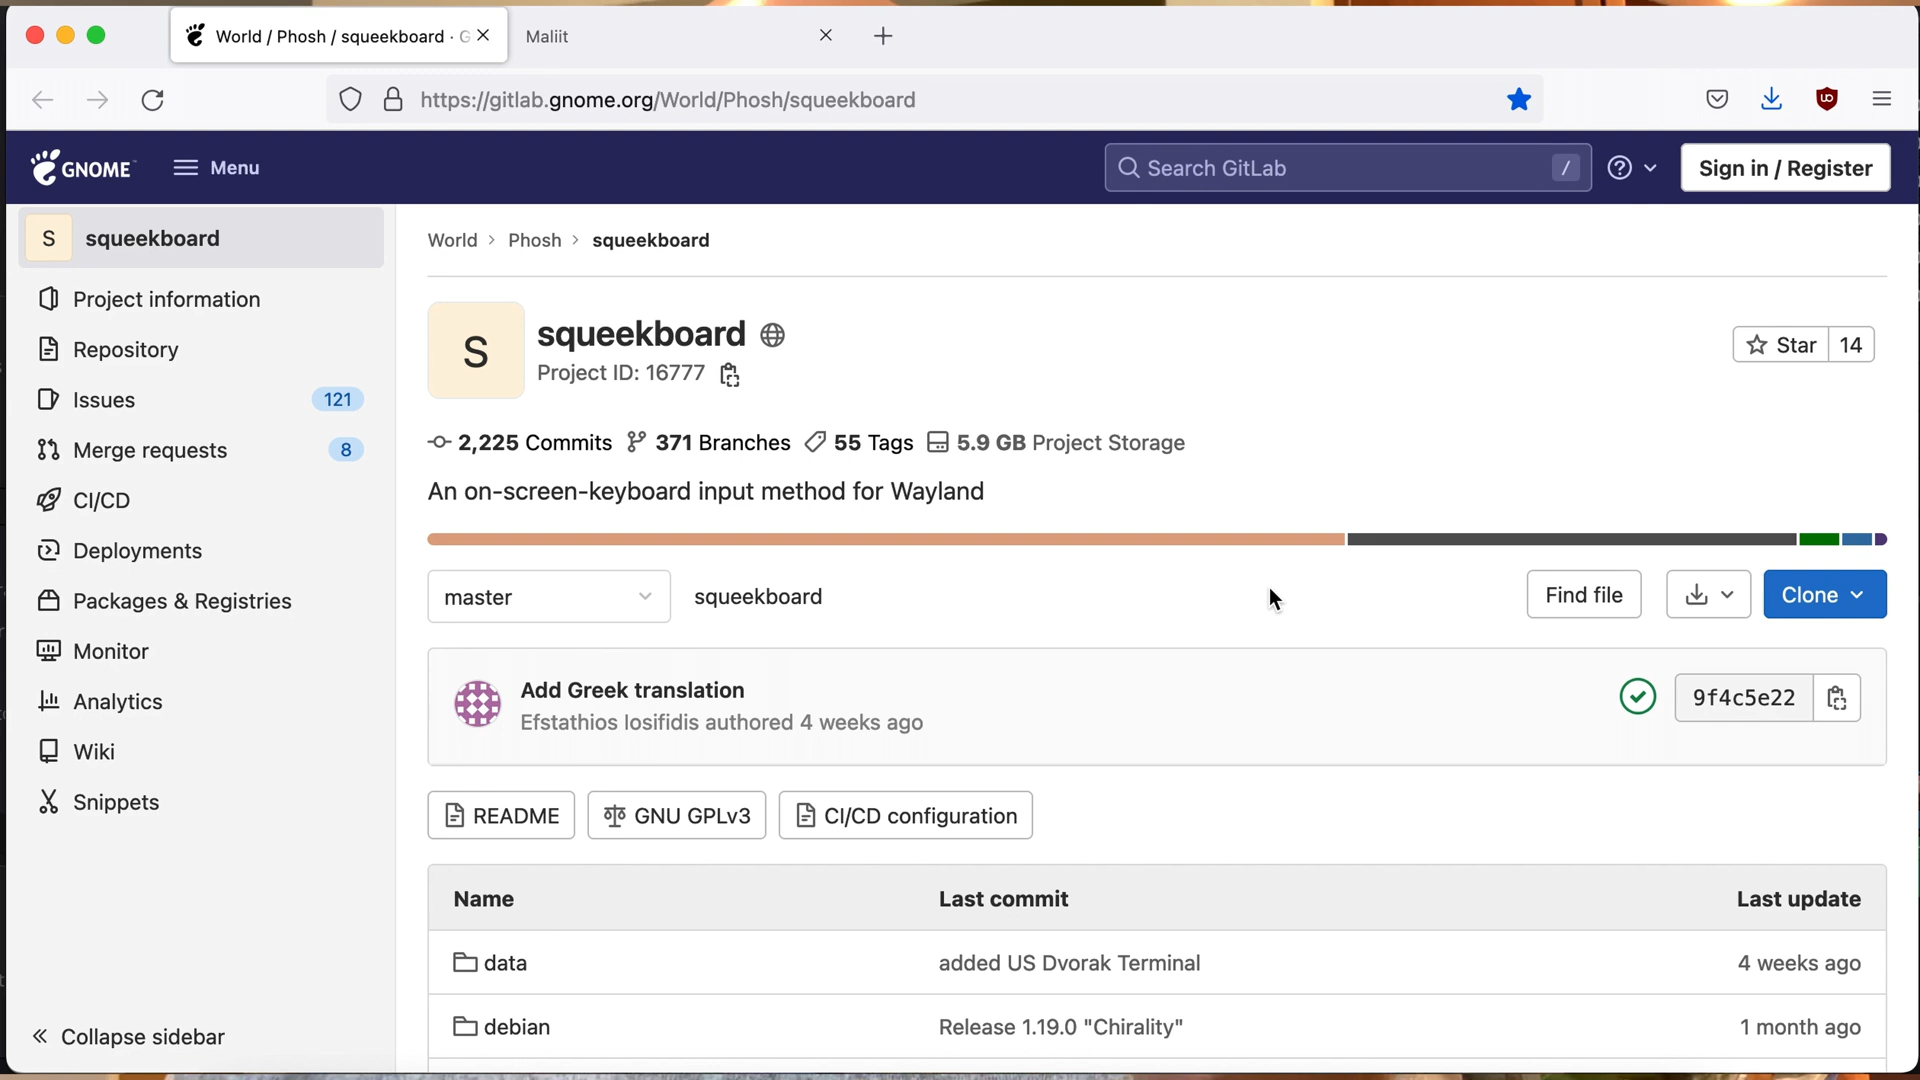 World / Phosh / squeekboard · G
Maliit
https://gitlab.gnome.org/World/Phosh/squeekboard
GNOME
Menu
Search GitLab
/
Sign in / Register
S
squeekboard
Project information
Repository
Issues
121
Merge requests
8
CI/CD
Deployments
Packages & Registries
Monitor
Analytics
Wiki
Snippets
Collapse sidebar
World > Phosh > squeekboard
S
squeekboard
Project ID: 16777
Star 14
2,225 Commits 371 Branches 55 Tags 5.9 GB Project Storage
An on-screen-keyboard input method for Wayland
master
squeekboard
Find file
Clone
Add Greek translation
Efstathios Iosifidis authored 4 weeks ago
9f4c5e22
README
GNU GPLv3
CI/CD configuration
Name Last commit Last update
data added US Dvorak Terminal 4 weeks ago
debian Release 1.19.0 "Chirality" 1 month ago